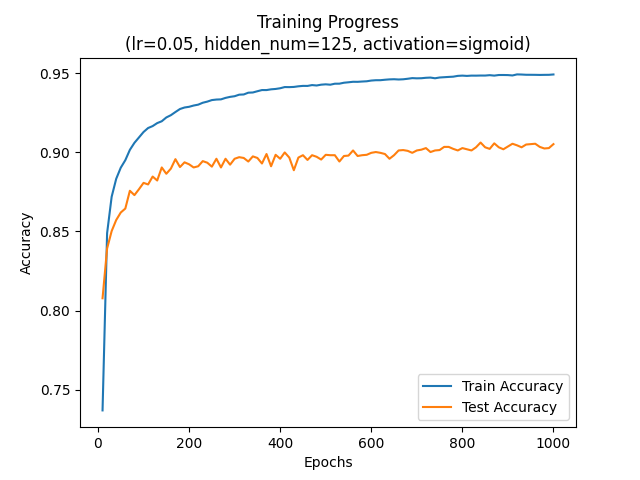 Training Progress
(lr=0.05, hidden_num=125, activation=sigmoid)
Accuracy
0.95
0.90
0.85
0.80
0.75
0
200
400
600
800
1000
Epochs
Train Accuracy
Test Accuracy